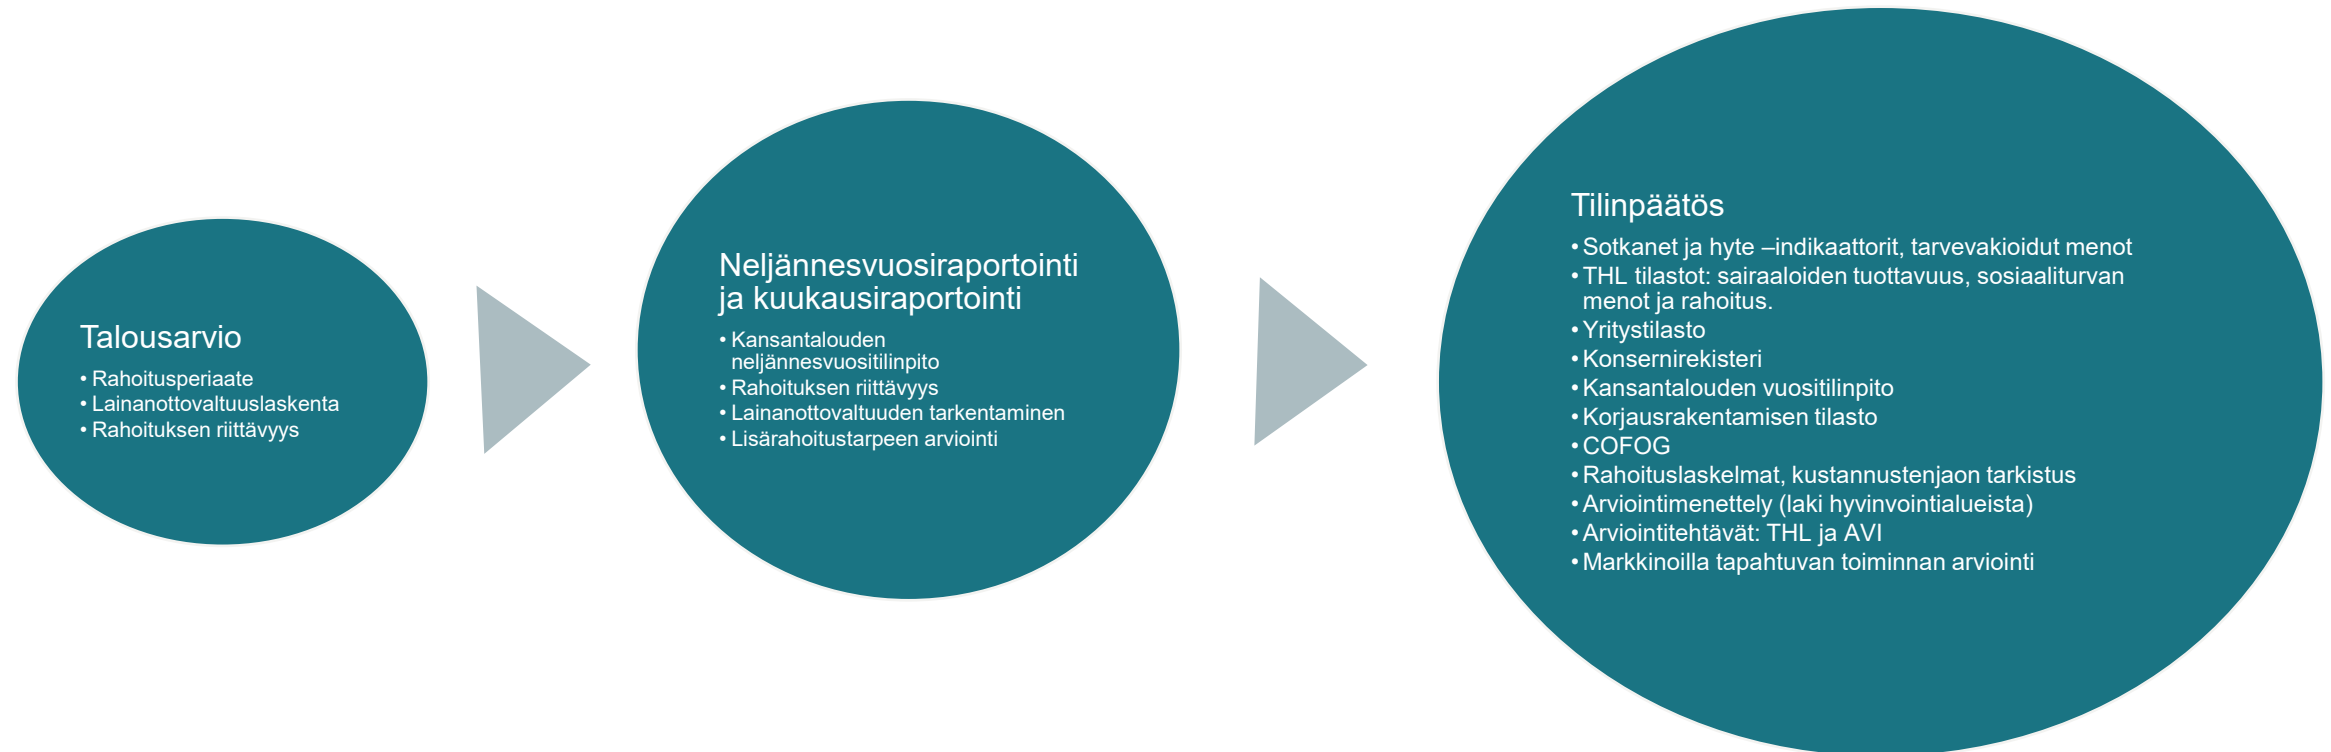 Talousarvio
• Rahoitusperiaate
• Lainanottovaltuuslaskenta
• Rahoituksen riittävyys
Neljännesvuosiraportointi
ja kuukausiraportointi
• Kansantalouden
neljännesvuositilinpito
• Rahoituksen riittävyys
• Lainanottovaltuuden tarkentaminen
• Lisärahoitustarpeen arviointi
Tilinpäätös
• Sotkanet ja hyte –indikaattorit, tarvevakioidut menot
• THL tilastot: sairaaloiden tuottavuus, sosiaaliturvan
menot ja rahoitus.
• Yritystilasto
• Konsernirekisteri
• Kansantalouden vuositilinpito
• Korjausrakentamisen tilasto
• COFOG
• Rahoituslaskelmat, kustannustenjaon tarkistus
• Arviointimenettely (laki hyvinvointialueista)
• Arviointitehtävät: THL ja AVI
• Markkinoilla tapahtuvan toiminnan arviointi